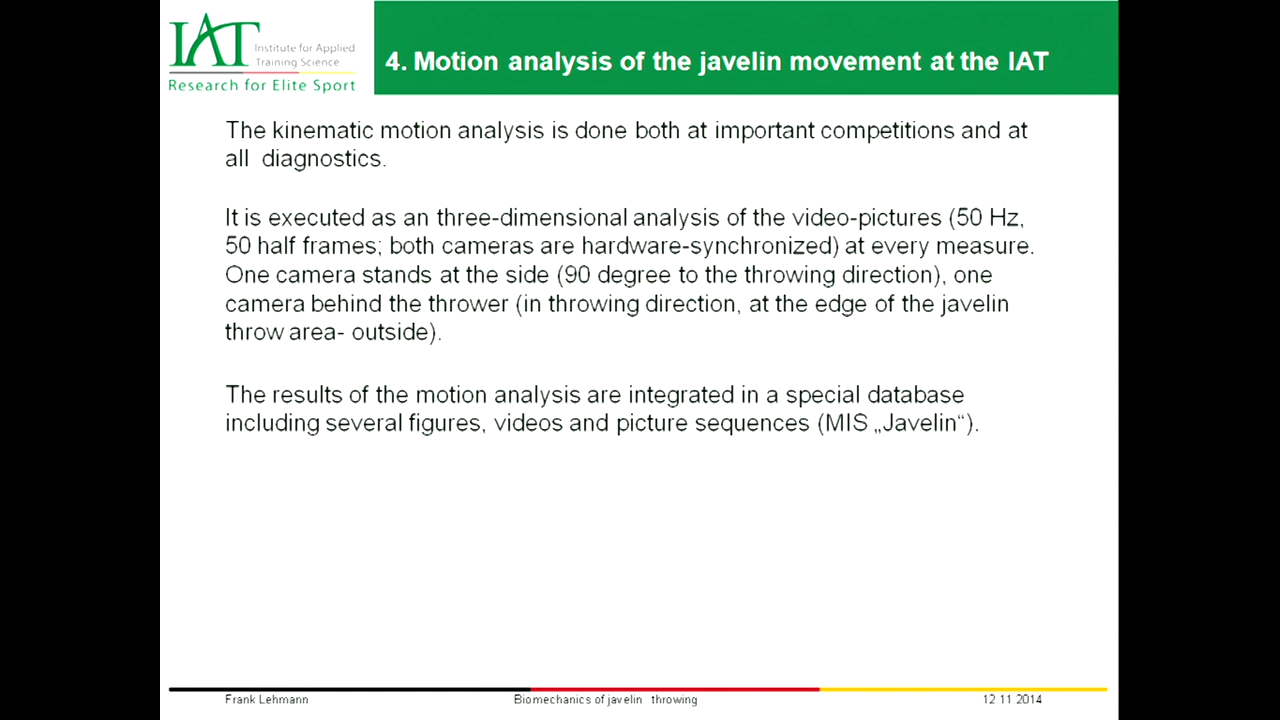 IAT
Institute for Applied
Training Science
Research for Elite Sport
4. Motion analysis of the javelin movement at the IAT
The kinematic motion analysis is done both at important competitions and at
all diagnostics.
It is executed as an three-dimensional analysis of the video-pictures (50 Hz,
50 half frames; both cameras are hardware-synchronized) at every measure.
One camera stands at the side (90 degree to the throwing direction), one
camera behind the thrower (in throwing direction, at the edge of the javelin
throw area- outside).
The results of the motion analysis are integrated in a special database
including several figures, videos and picture sequences (MIS „Javelin“).
Frank Lehmann
Biomechanics of javelin throwing
12.11.2014